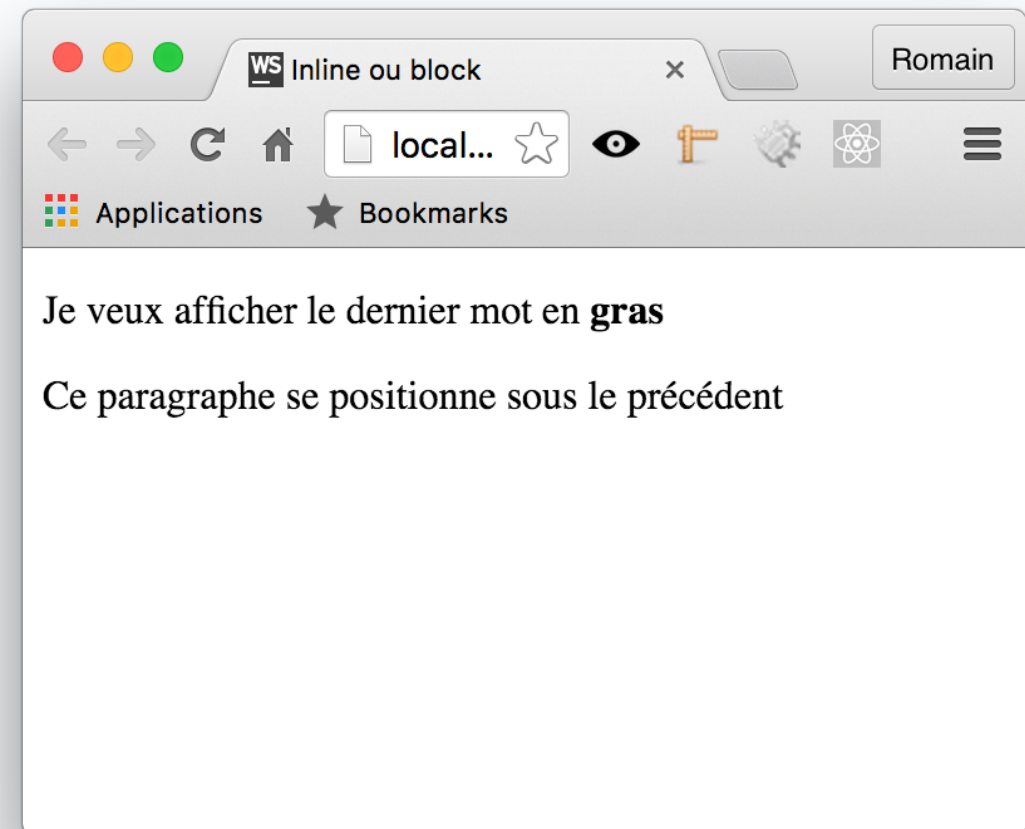 WS Inline ou block
Romain
local...
Applications Bookmarks
Je veux afficher le dernier mot en gras
Ce paragraphe se positionne sous le précédent